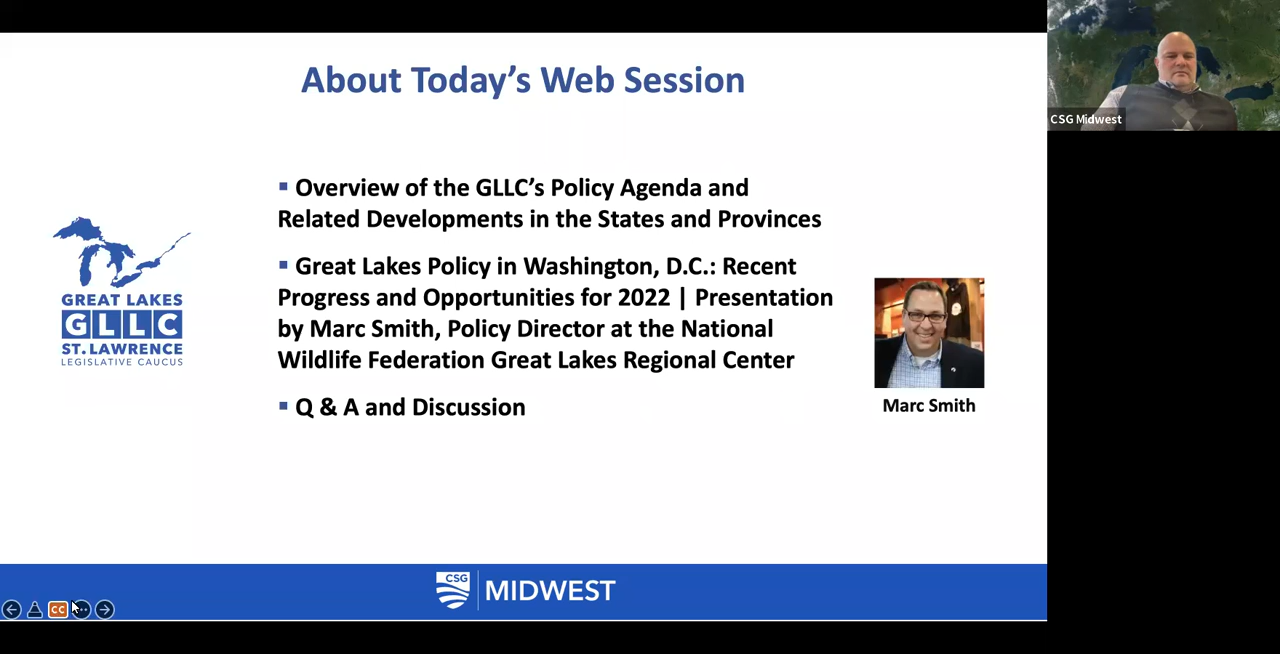 About Today's Web Session
CSG Midwest
▪ Overview of the GLLC's Policy Agenda and
Related Developments in the States and Provinces
▪ Great Lakes Policy in Washington, D.C.: Recent
Progress and Opportunities for 2022 | Presentation
by Marc Smith, Policy Director at the National
Wildlife Federation Great Lakes Regional Center
▪ Q & A and Discussion
GREAT LAKES
GLLC
ST. LAWRENCE
LEGISLATIVE CAUCUS
Marc Smith
CSG
MIDWEST
CC